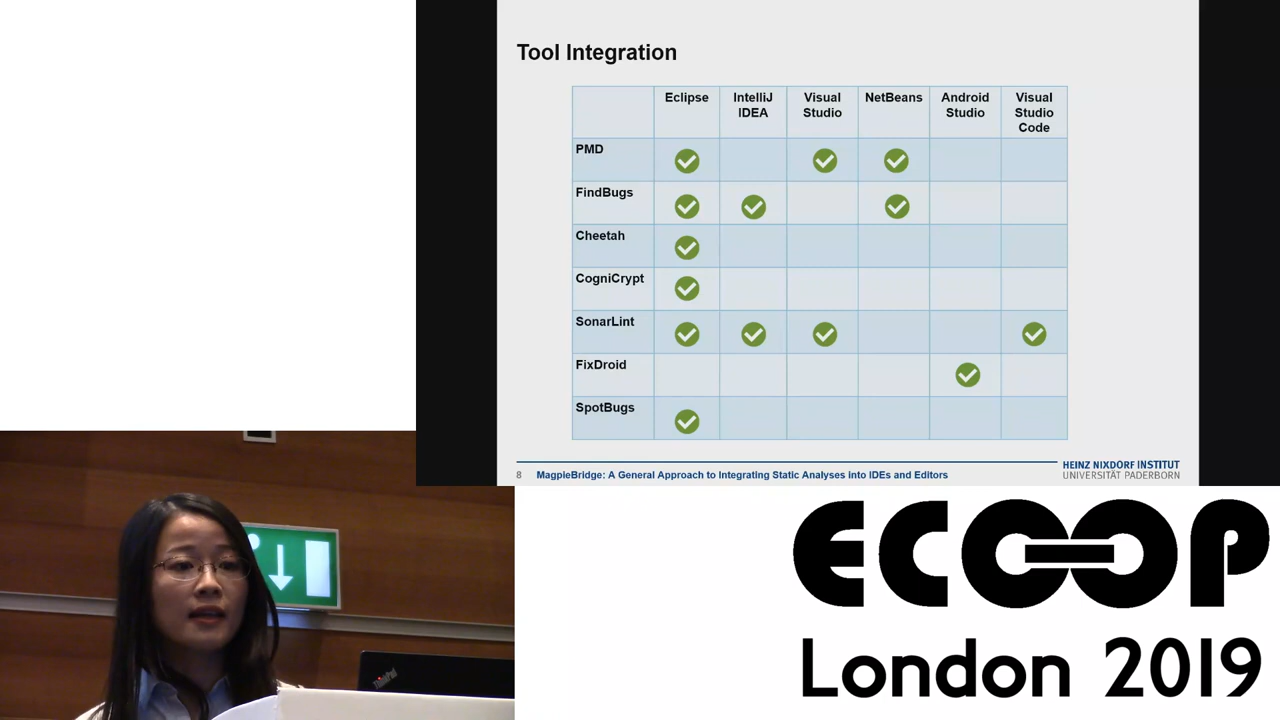 Tool Integration
Eclipse
IntelliJ
IDEA
Visual
Studio
NetBeans
Android
Studio
Visual
Studio
Code
PMD
FindBugs
Cheetah
CogniCrypt
SonarLint
FixDroid
SpotBugs
8 MagpieBridge: A General Approach to Integrating Static Analyses into IDEs and Editors
HEINZ NIXDORF INSTITUT
UNIVERSITÄT PADERBORN
ThinkPad
ECOOP
London 2019